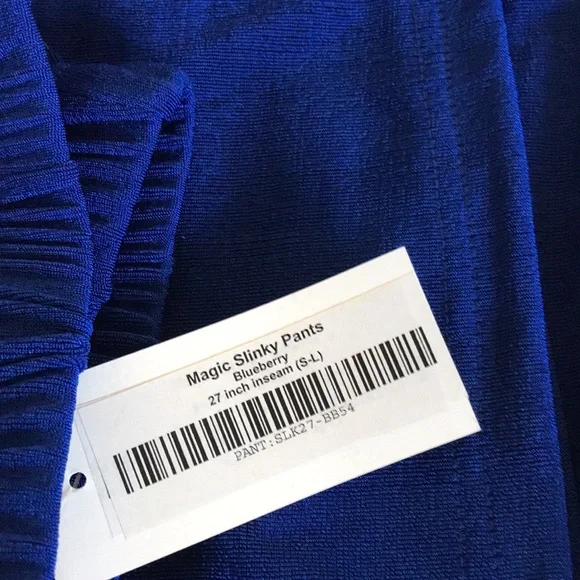 Magic Slinky Pants
Blueberry
27 inch inseam (S-L)
PANT:SLK27-BB54